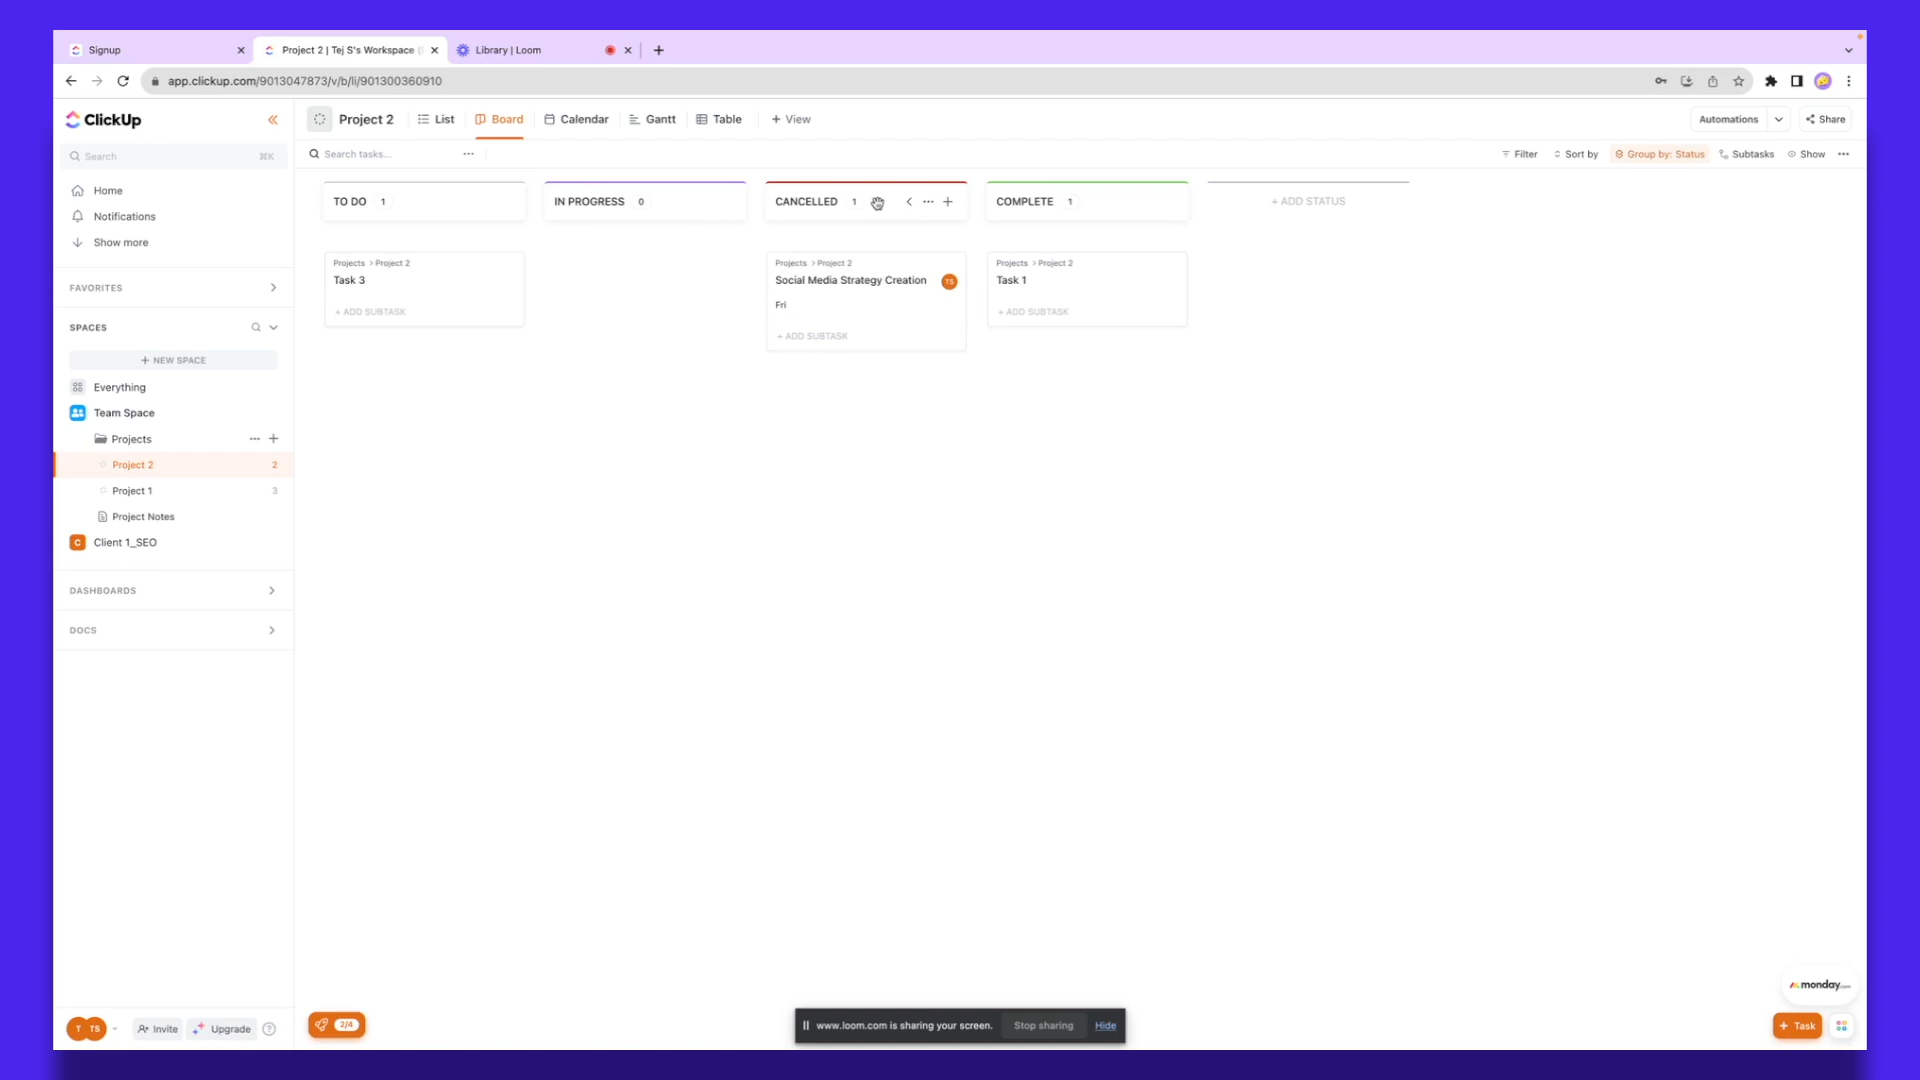 Signup
Project 2 | Tej S's Workspace (
Library | Loom
app.clickup.com/9013047873/v/b/li/901300360910
ClickUp
Project 2
List
Board
Calendar
Gantt
Table
+ View
Automations
Share
Search
⌘K
Search tasks...
Filter
Sort by
Group by: Status
Subtasks
Show
Home
Notifications
Show more
FAVORITES
SPACES
+ NEW SPACE
Everything
Team Space
Projects
Project 2
2
Project 1
3
Project Notes
C
Client 1_SEO
DASHBOARDS
DOCS
TO DO 1
IN PROGRESS 0
CANCELLED 1
COMPLETE 1
+ ADD STATUS
Projects > Project 2
Task 3
+ ADD SUBTASK
Projects > Project 2
Social Media Strategy Creation
TS
Fri
+ ADD SUBTASK
Projects > Project 2
Task 1
+ ADD SUBTASK
monday.com
T
TS
Invite
Upgrade
?
2/4
www.loom.com is sharing your screen.
Stop sharing
Hide
+ Task